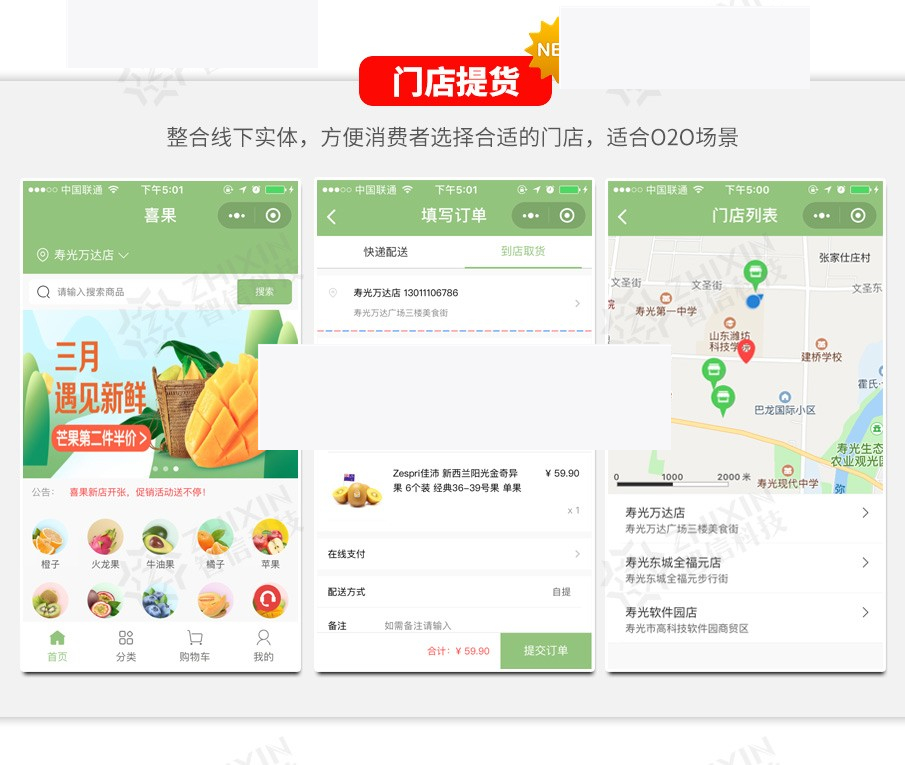 门店提货
整合线下实体，方便消费者选择合适的门店，适合O2O场景
中国联通 下午5:01
喜果
寿光万达店
请输入搜索商品
搜索
三月
遇见新鲜
芒果第二件半价
公告： 喜果新店开张，促销活动送不停！
橙子 火龙果 牛油果 橘子 苹果
首页 分类 购物车 我的
中国联通 下午5:01
填写订单
快递配送 到店取货
寿光万达店 13011106786
寿光万达广场三楼美食街
Zespri佳沛 新西兰阳光金奇异 ¥ 59.90
果 6个装 经典36-39号果 单果
x 1
在线支付
配送方式 自提
备注 如需备注请输入
合计：¥ 59.90 提交订单
中国联通 下午5:00
门店列表
张家仕庄村
文圣街 文圣街 文圣东
院
寿光第一中学
山东潍坊
科技学
建桥学校
霍氏
巴龙国际小区
寿光生态
农业观光园
0 1000 2000 米
寿光现代中学
弥
寿光万达店
寿光万达广场三楼美食街
寿光东城全福元店
寿光东城全福元步行街
寿光软件园店
寿光市高科技软件园商贸区
ZHIXIN
智信科技